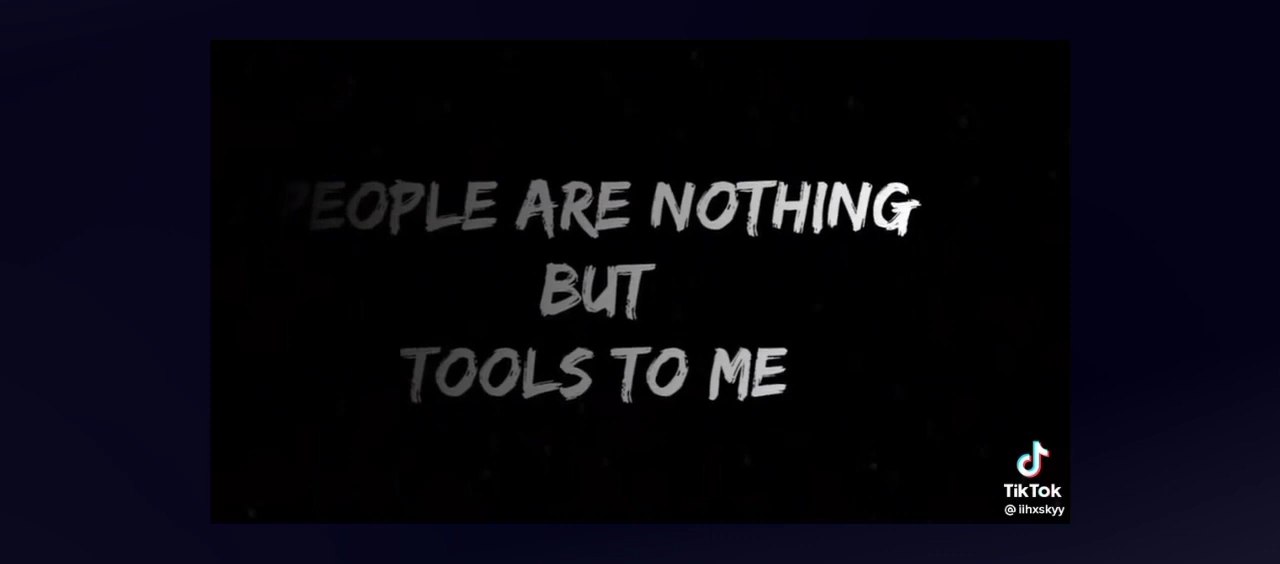 PEOPLE ARE NOTHING
BUT
TOOLS TO ME
TikTok
@iihxskyy